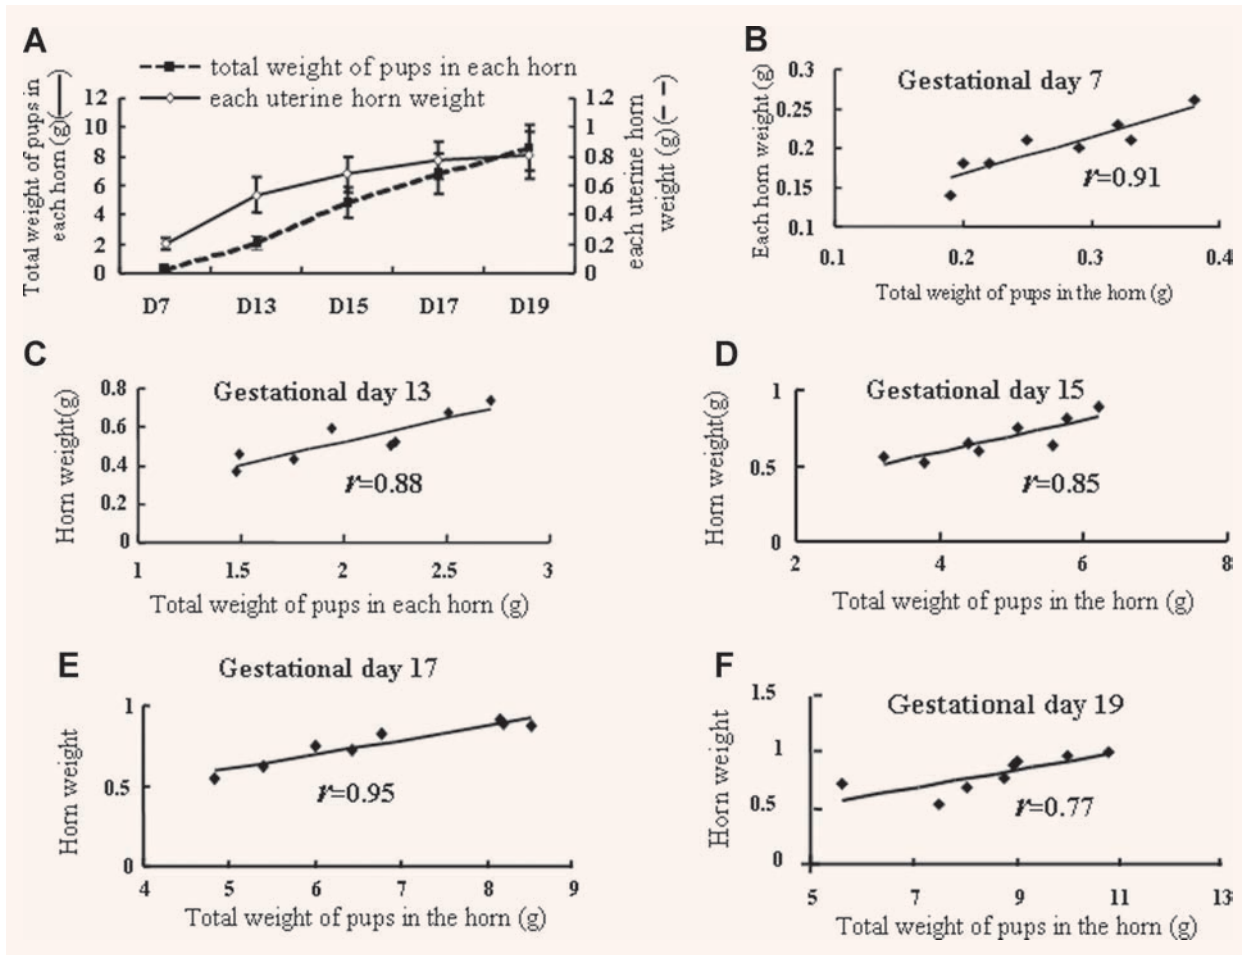 A
total weight of pups in each horn
each uterine horn weight
Total weight of pups in
each horn (g)
12
10
8
6
4
2
0
1.2
1
0.8
0.6
0.4
0.2
0
each uterine horn
weight (g)
D7 D13 D15 D17 D19
B
Gestational day 7
Each horn weight (g)
0.3
0.25
0.2
0.15
0.1
r=0.91
0.1 0.2 0.3 0.4
Total weight of pups in the horn (g)
C
Gestational day 13
Horn weight(g)
0.8
0.6
0.4
0.2
0
r=0.88
1 1.5 2 2.5 3
Total weight of pups in each horn (g)
D
Gestational day 15
Horn weight(g)
1
0.5
0
r=0.85
2 4 6 8
Total weight of pups in the horn (g)
E
Gestational day 17
Horn weight
1
0.5
0
r=0.95
4 5 6 7 8 9
Total weight of pups in the horn (g)
F
Gestational day 19
Horn weight
1.5
1
0.5
0
r=0.77
5 7 9 11 13
Total weight of pups in the horn (g)